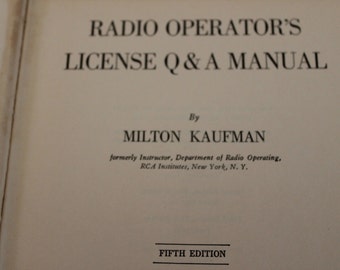 RADIO OPERATOR'S
LICENSE Q & A MANUAL
By
MILTON KAUFMAN
formerly Instructor, Department of Radio Operating,
RCA Institutes, New York, N. Y.
FIFTH EDITION